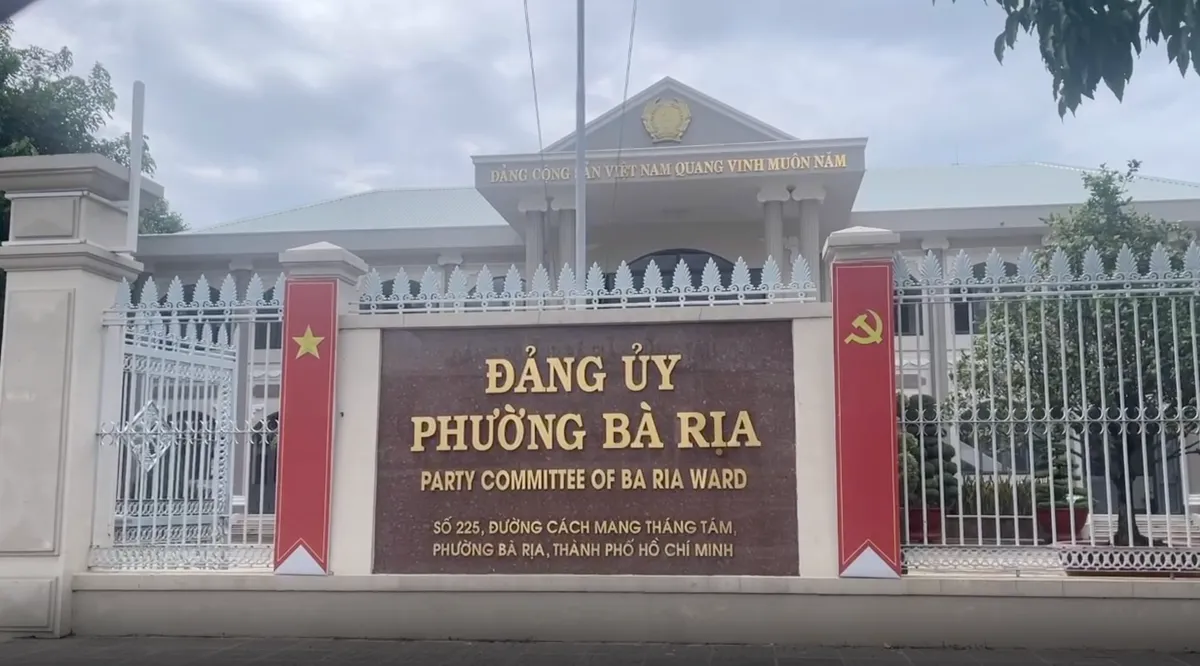 ĐẢNG CỘNG SẢN VIỆT NAM QUANG VINH MUÔN NĂM
ĐẢNG ỦY
PHƯỜNG BÀ RỊA
PARTY COMMITTEE OF BA RIA WARD
SỐ 225, ĐƯỜNG CÁCH MẠNG THÁNG TÁM,
PHƯỜNG BÀ RỊA, THÀNH PHỐ HỒ CHÍ MINH